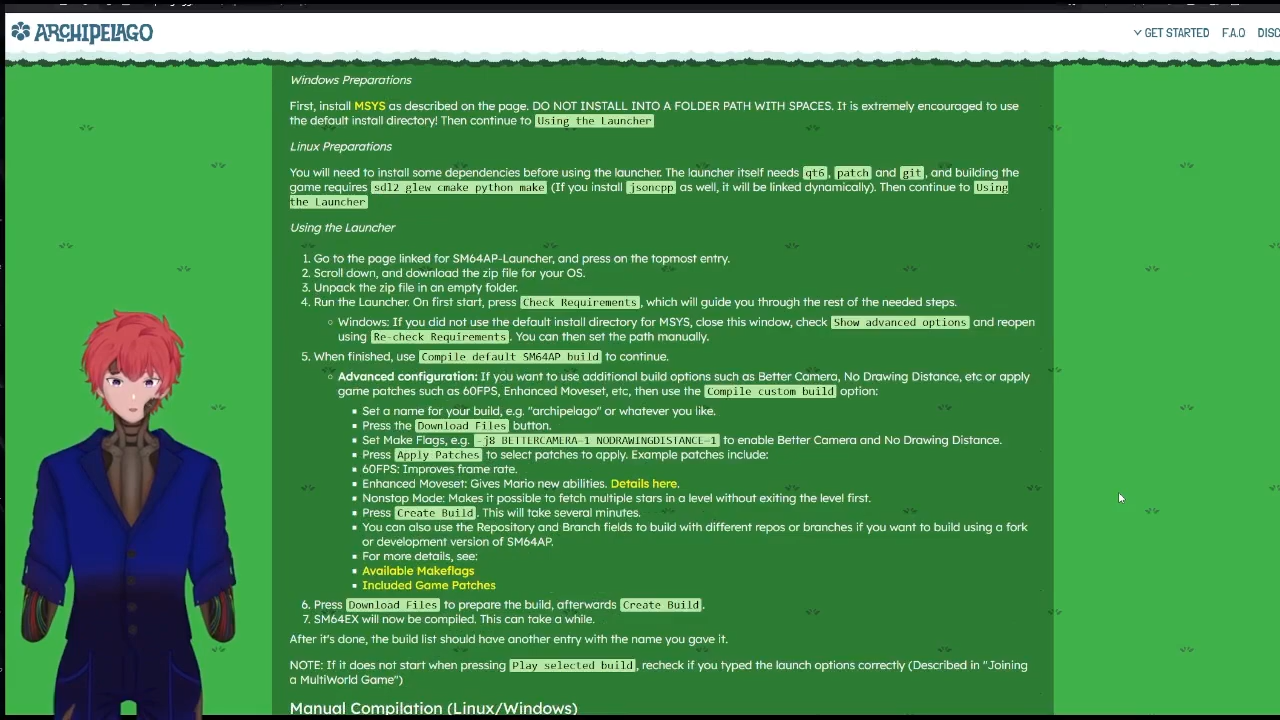 ARCHIPELAGO
GET STARTED F.A.Q DISC
Windows Preparations
First, install MSYS as described on the page. DO NOT INSTALL INTO A FOLDER PATH WITH SPACES. It is extremely encouraged to use
the default install directory! Then continue to Using the Launcher
Linux Preparations
You will need to install some dependencies before using the launcher. The launcher itself needs qt6, patch and git, and building the
game requires sdl2 glew cmake python make (If you install jsoncpp as well, it will be linked dynamically). Then continue to Using
the Launcher
Using the Launcher
1. Go to the page linked for SM64AP-Launcher, and press on the topmost entry.
2. Scroll down, and download the zip file for your OS.
3. Unpack the zip file in an empty folder.
4. Run the Launcher. On first start, press Check Requirements, which will guide you through the rest of the needed steps.
Windows: If you did not use the default install directory for MSYS, close this window, check Show advanced options and reopen
using Re-check Requirements. You can then set the path manually.
5. When finished, use Compile default SM64AP build to continue.
Advanced configuration: If you want to use additional build options such as Better Camera, No Drawing Distance, etc or apply
game patches such as 60FPS, Enhanced Moveset, etc, then use the Compile custom build option:
Set a name for your build, e.g. "archipelago" or whatever you like.
Press the Download Files button.
Set Make Flags, e.g. -j8 BETTERCAMERA=1 NODRAWINGDISTANCE=1 to enable Better Camera and No Drawing Distance.
Press Apply Patches to select patches to apply. Example patches include:
60FPS: Improves frame rate.
Enhanced Moveset: Gives Mario new abilities. Details here.
Nonstop Mode: Makes it possible to fetch multiple stars in a level without exiting the level first.
Press Create Build. This will take several minutes.
You can also use the Repository and Branch fields to build with different repos or branches if you want to build using a fork
or development version of SM64AP.
For more details, see:
Available Makeflags
Included Game Patches
6. Press Download Files to prepare the build, afterwards Create Build.
7. SM64EX will now be compiled. This can take a while.
After it's done, the build list should have another entry with the name you gave it.
NOTE: If it does not start when pressing Play selected build, recheck if you typed the launch options correctly (Described in "Joining
a MultiWorld Game")
Manual Compilation (Linux/Windows)